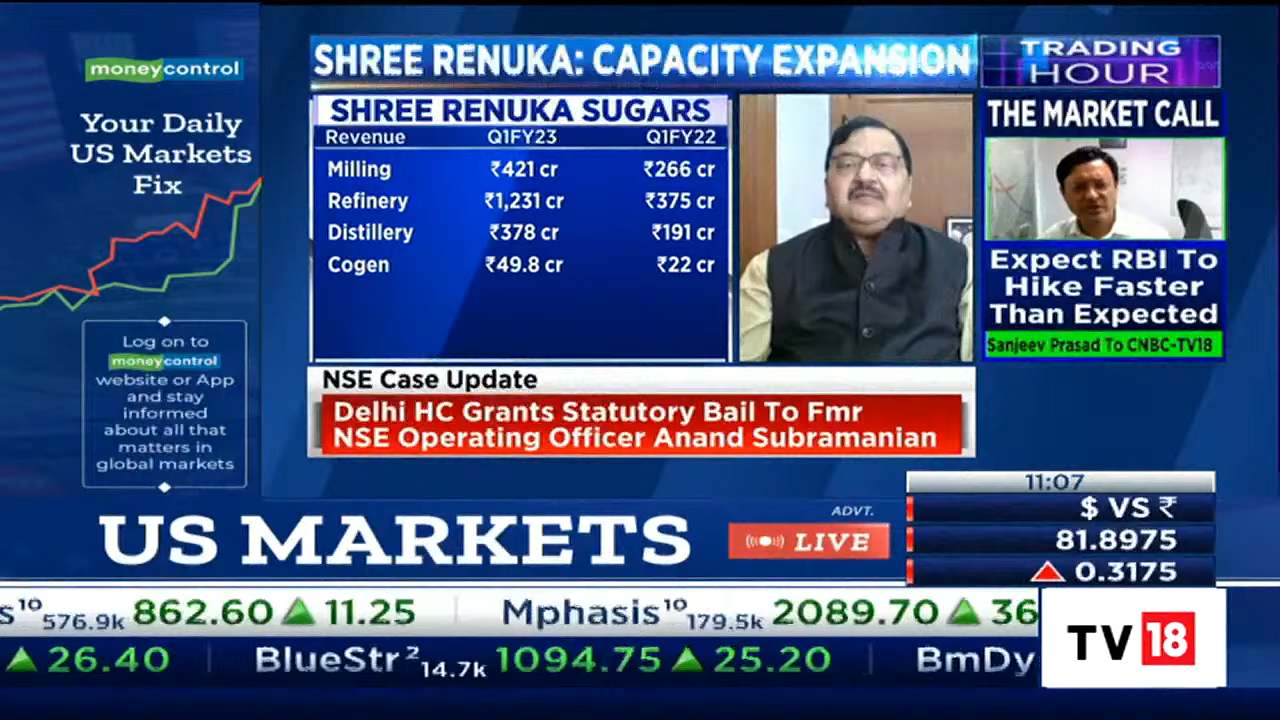 moneycontrol
Your Daily
US Markets
Fix
Log on to
moneycontrol
website or App
and stay
informed
about all that
matters in
global markets
SHREE RENUKA: CAPACITY EXPANSION
SHREE RENUKA SUGARS
Revenue Q1FY23 Q1FY22
Milling ₹421 cr ₹266 cr
Refinery ₹1,231 cr ₹375 cr
Distillery ₹378 cr ₹191 cr
Cogen ₹49.8 cr ₹22 cr
TRADING
HOUR
THE MARKET CALL
Expect RBI To
Hike Faster
Than Expected
Sanjeev Prasad To CNBC-TV18
NSE Case Update
Delhi HC Grants Statutory Bail To Fmr
NSE Operating Officer Anand Subramanian
US MARKETS
ADVT.
LIVE
11:07
$ VS ₹
81.8975
▲ 0.3175
s 10 576.9k 862.60 ▲ 11.25 Mphasis 10 179.5k 2089.70 ▲ 36
▲ 26.40 BlueStr 2 14.7k 1094.75 ▲ 25.20 BmDy
TV18